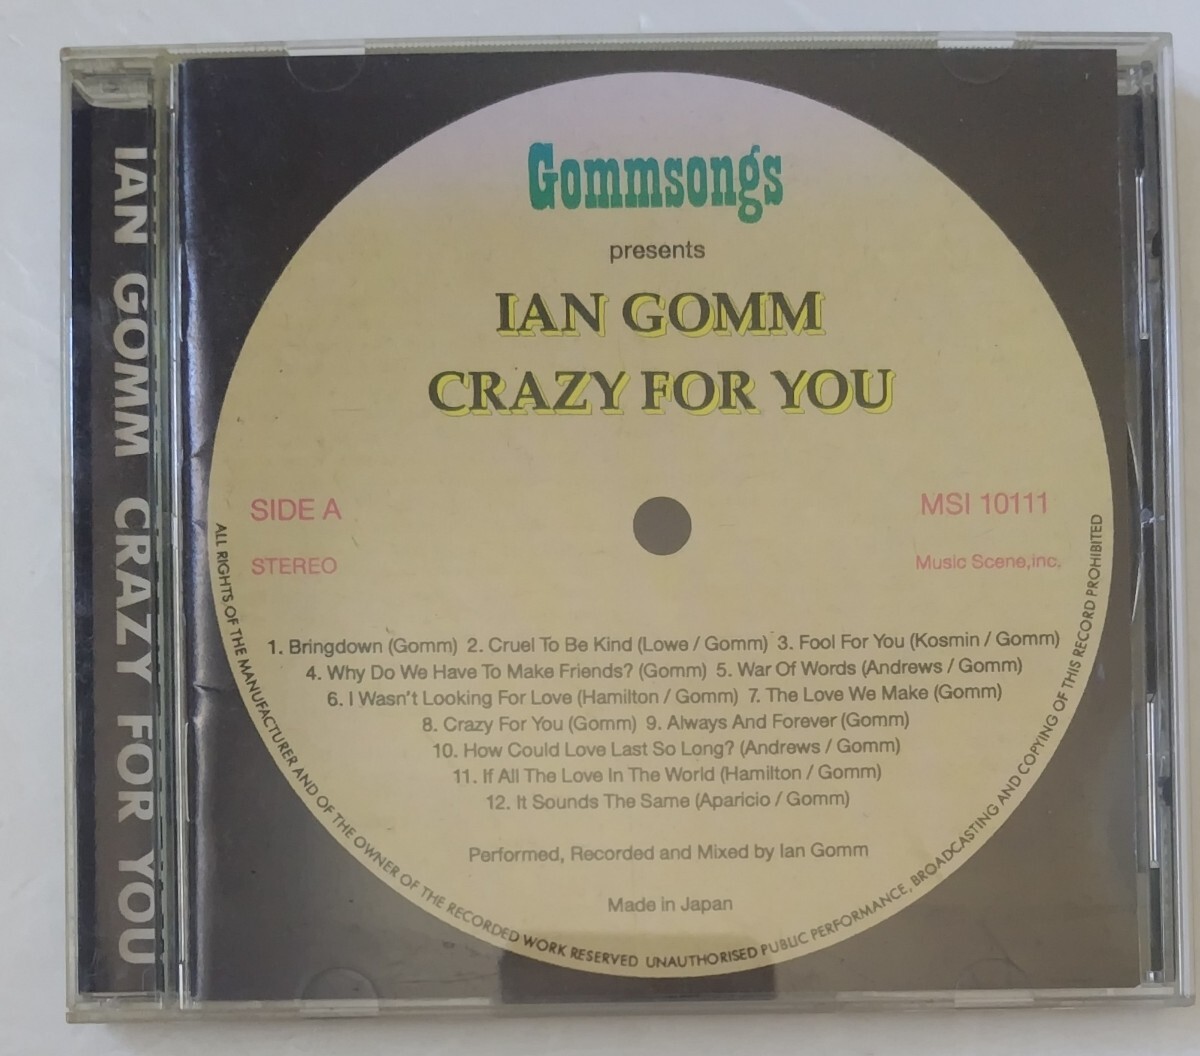 IAN GOMM CRAZY FOR YOU
Gommsongs
presents
IAN GOMM
CRAZY FOR YOU
SIDE A
MSI 10111
STEREO
Music Scene,inc.
1. Bringdown (Gomm) 2. Cruel To Be Kind (Lowe / Gomm) 3. Fool For You (Kosmin / Gomm)
4. Why Do We Have To Make Friends? (Gomm) 5. War Of Words (Andrews / Gomm)
6. I Wasn't Looking For Love (Hamilton / Gomm) 7. The Love We Make (Gomm)
8. Crazy For You (Gomm) 9. Always And Forever (Gomm)
10. How Could Love Last So Long? (Andrews / Gomm)
11. If All The Love In The World (Hamilton / Gomm)
12. It Sounds The Same (Aparicio / Gomm)
Performed, Recorded and Mixed by Ian Gomm
Made in Japan
ALL RIGHTS OF THE MANUFACTURER AND OF THE OWNER OF THE RECORDED WORK RESERVED UNAUTHORISED PUBLIC PERFORMANCE, BROADCASTING AND COPYING OF THIS RECORD PROHIBITED